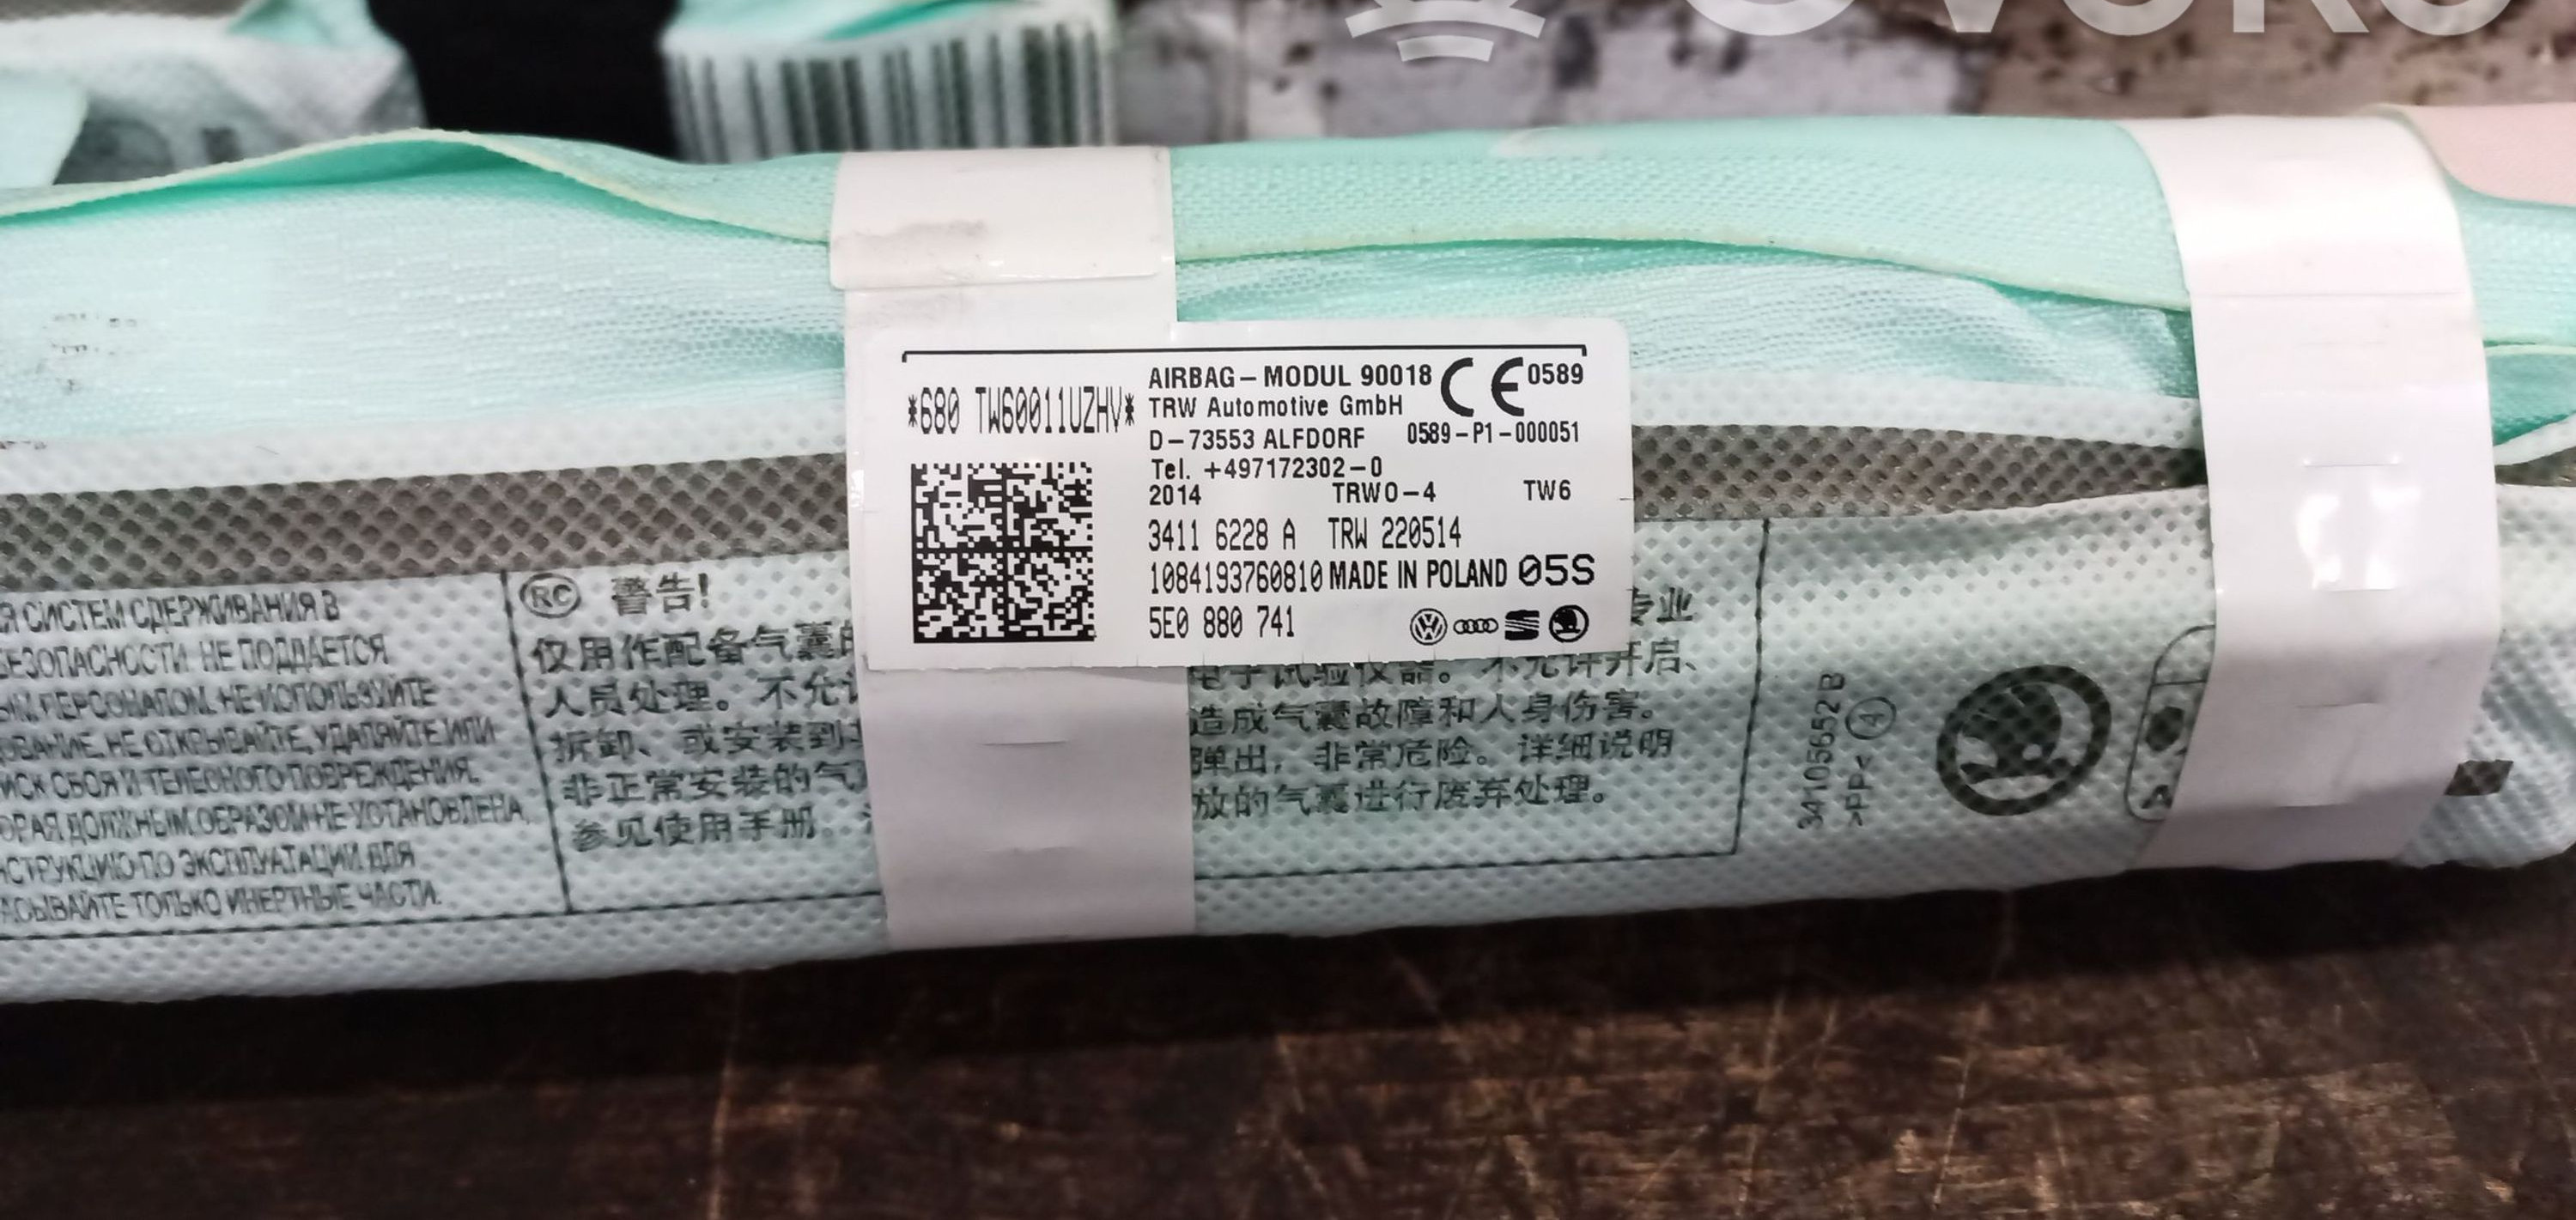 *680 TW60011UZHV*
AIRBAG – MODUL 90018 CE 0589
TRW Automotive GmbH
D – 73553 ALFDORF 0589 – P1 – 000051
Tel. +497172302 – 0
2014 TRWO – 4 TW6
3411 6228 A TRW 220514
1084193760810 MADE IN POLAND 05S
5E0 880 741
Я СИСТЕМ СДЕРЖИВАНИЯ В
БЕЗОПАСНОСТИ. НЕ ПОДДАЕТСЯ
ПЕРСОНАЛОМ. НЕ ИСПОЛЬЗУЙТЕ
НЕ ОТКРЫВАЙТЕ, УДАЛЯЙТЕ ИЛИ
СБОЯ И ТЕЛЕСНОГО ПОВРЕЖДЕНИЯ.
ДОЛЖНЫМ ОБРАЗОМ НЕ УСТАНОВЛЕНА,
СТРУКЦИЮ ПО ЭКСПЛУАТАЦИИ ДЛЯ
АСЫВАЙТЕ ТОЛЬКО ИНЕРТНЫЕ ЧАСТИ.
RC 警告!
仅用作配备气囊 专业
人员处理。不允 电子试验仪器。不允许开启、
拆卸、或安装到 造成气囊故障和人身伤害。
非正常安装的气 弹出，非常危险。详细说明
参见使用手册。 放的气囊进行废弃处理。
34105652 B
>PP< 4